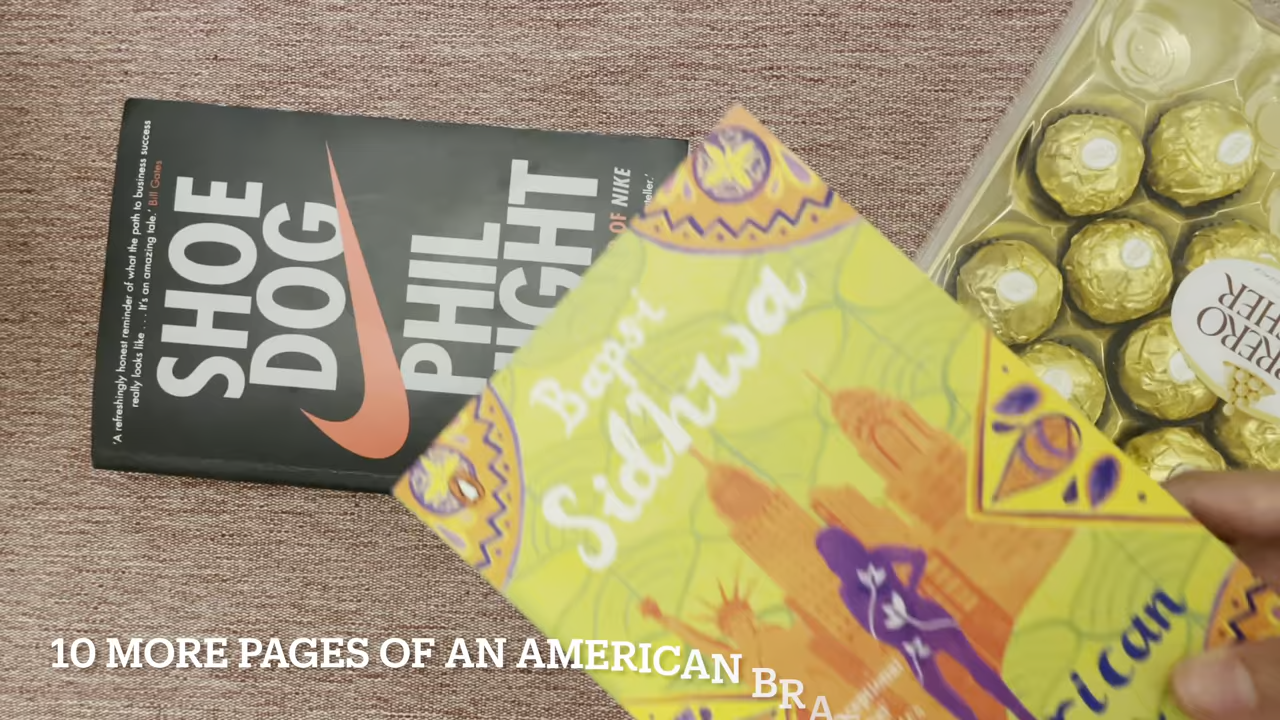 'A refreshingly honest reminder of what the path to business success
really looks like . . . It's an amazing tale.' Bill Gates
SHOE
DOG
PHIL
OF NIKE
Bapsi
Sidhwa
10 MORE PAGES OF AN AMERICAN BRA